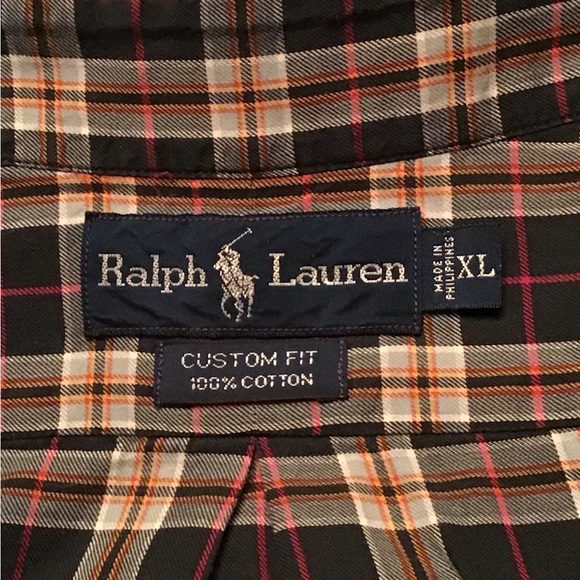 Ralph Lauren
MADE IN
PHILIPPINES
XL
CUSTOM FIT
100% COTTON